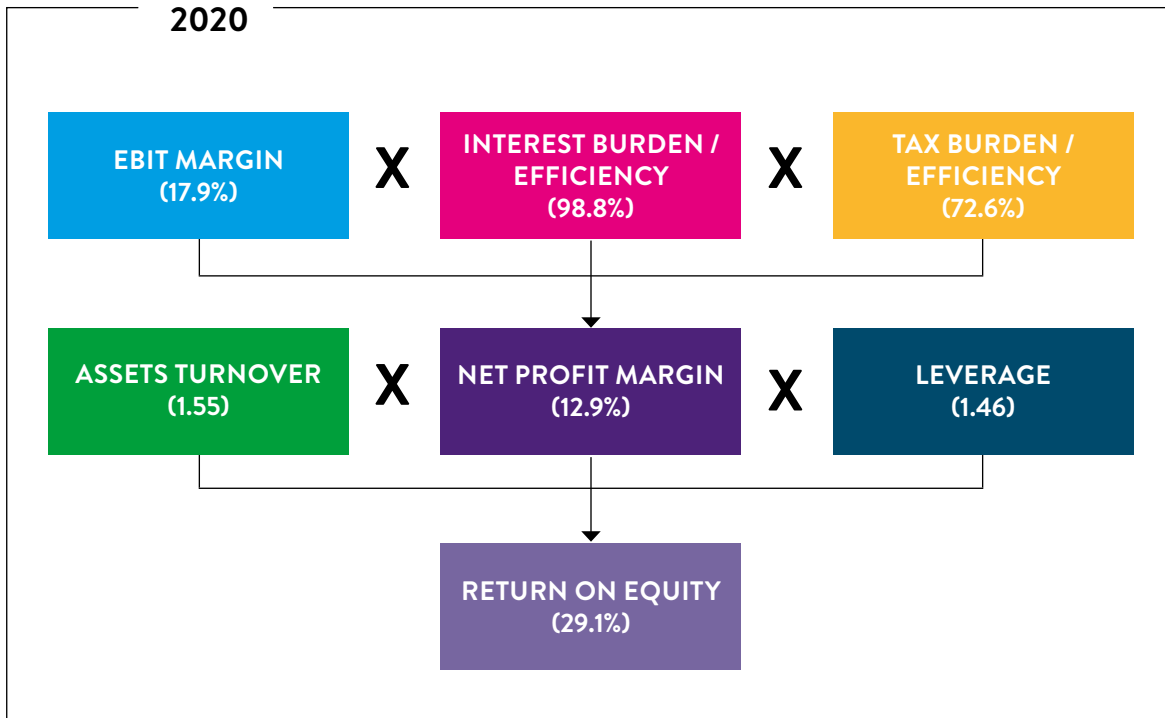 2020
EBIT MARGIN
(17.9%)
X
INTEREST BURDEN /
EFFICIENCY
(98.8%)
X
TAX BURDEN /
EFFICIENCY
(72.6%)
ASSETS TURNOVER
(1.55)
X
NET PROFIT MARGIN
(12.9%)
X
LEVERAGE
(1.46)
RETURN ON EQUITY
(29.1%)